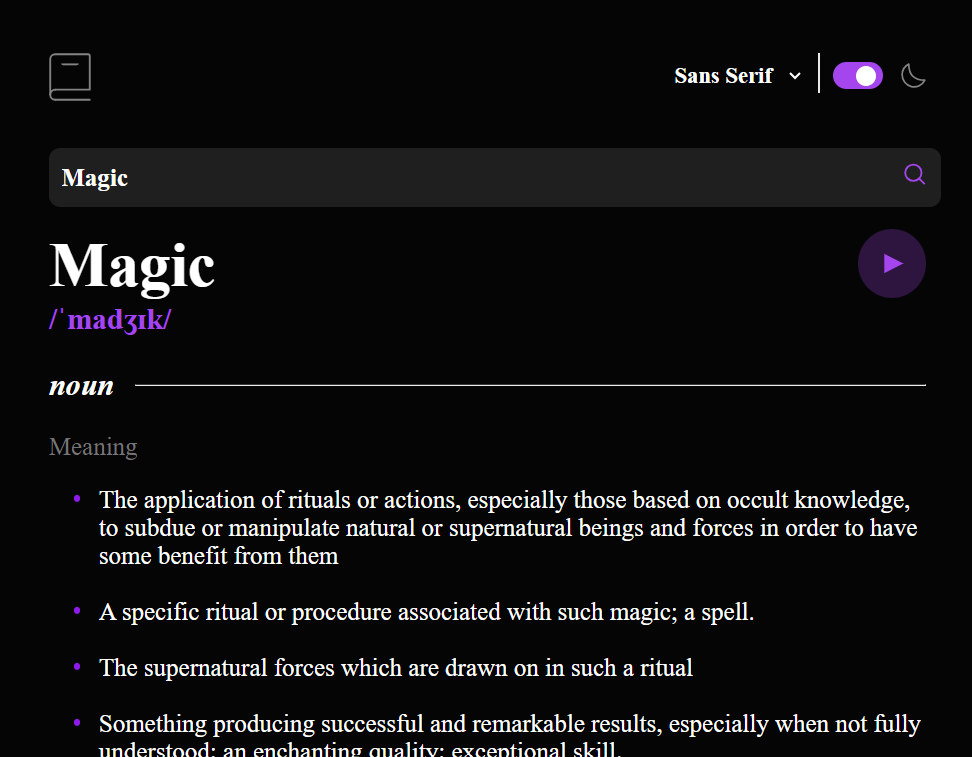 Sans Serif
Magic
Magic
/ˈmadʒɪk/
noun
Meaning
The application of rituals or actions, especially those based on occult knowledge,
to subdue or manipulate natural or supernatural beings and forces in order to have
some benefit from them
A specific ritual or procedure associated with such magic; a spell.
The supernatural forces which are drawn on in such a ritual
Something producing successful and remarkable results, especially when not fully
understood; an enchanting quality; exceptional skill.